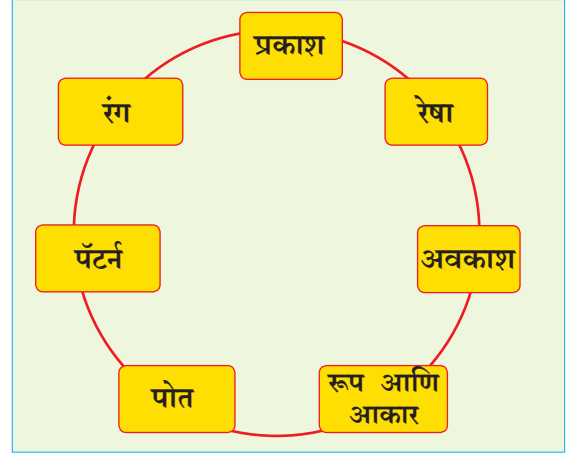 प्रकाश
रेषा
अवकाश
रूप आणि
आकार
पोत
पॅटर्न
रंग